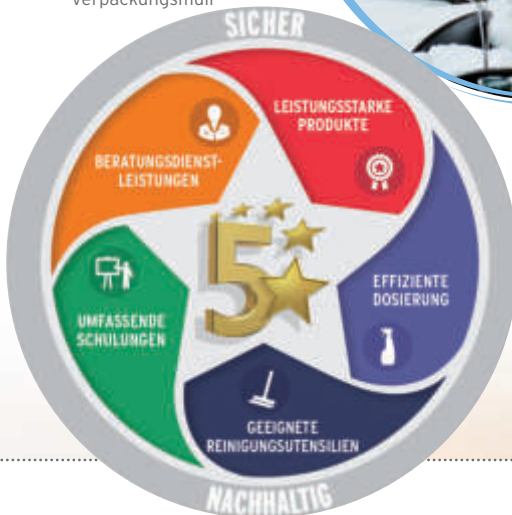 Verpackungsmüll
SICHER
LEISTUNGSSTARKE
PRODUKTE
BERATUNGSDIENST-
LEISTUNGEN
EFFIZIENTE
DOSIERUNG
5
UMFASSENDE
SCHULUNGEN
GEEIGNETE
REINIGUNGSUTENSILIEN
NACHHALTIG